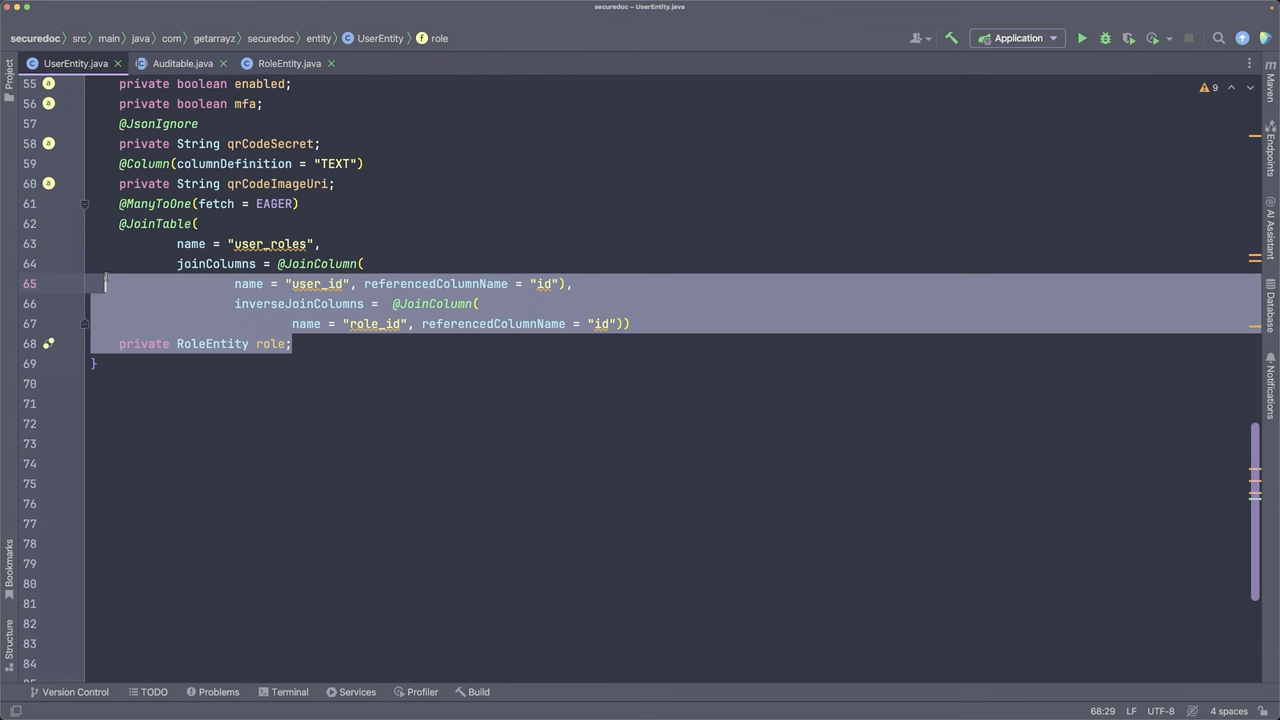 securedoc – UserEntity.java
securedoc src main java com getarrayz securedoc entity UserEntity role
Application
UserEntity.java Auditable.java RoleEntity.java
Project
Bookmarks
Structure
55 private boolean enabled;
56 private boolean mfa;
57 @JsonIgnore
58 private String qrCodeSecret;
59 @Column(columnDefinition = "TEXT")
60 private String qrCodeImageUri;
61 @ManyToOne(fetch = EAGER)
62 @JoinTable(
63 name = "user_roles",
64 joinColumns = @JoinColumn(
65 name = "user_id", referencedColumnName = "id"),
66 inverseJoinColumns =  @JoinColumn(
67 name = "role_id", referencedColumnName = "id"))
68 private RoleEntity role;
69 }
70
71
72
73
74
75
76
77
78
79
80
81
82
83
84
9
Maven
Endpoints
AI Assistant
Database
Notifications
Version Control TODO Problems Terminal Services Profiler Build
68:29 LF UTF-8 4 spaces